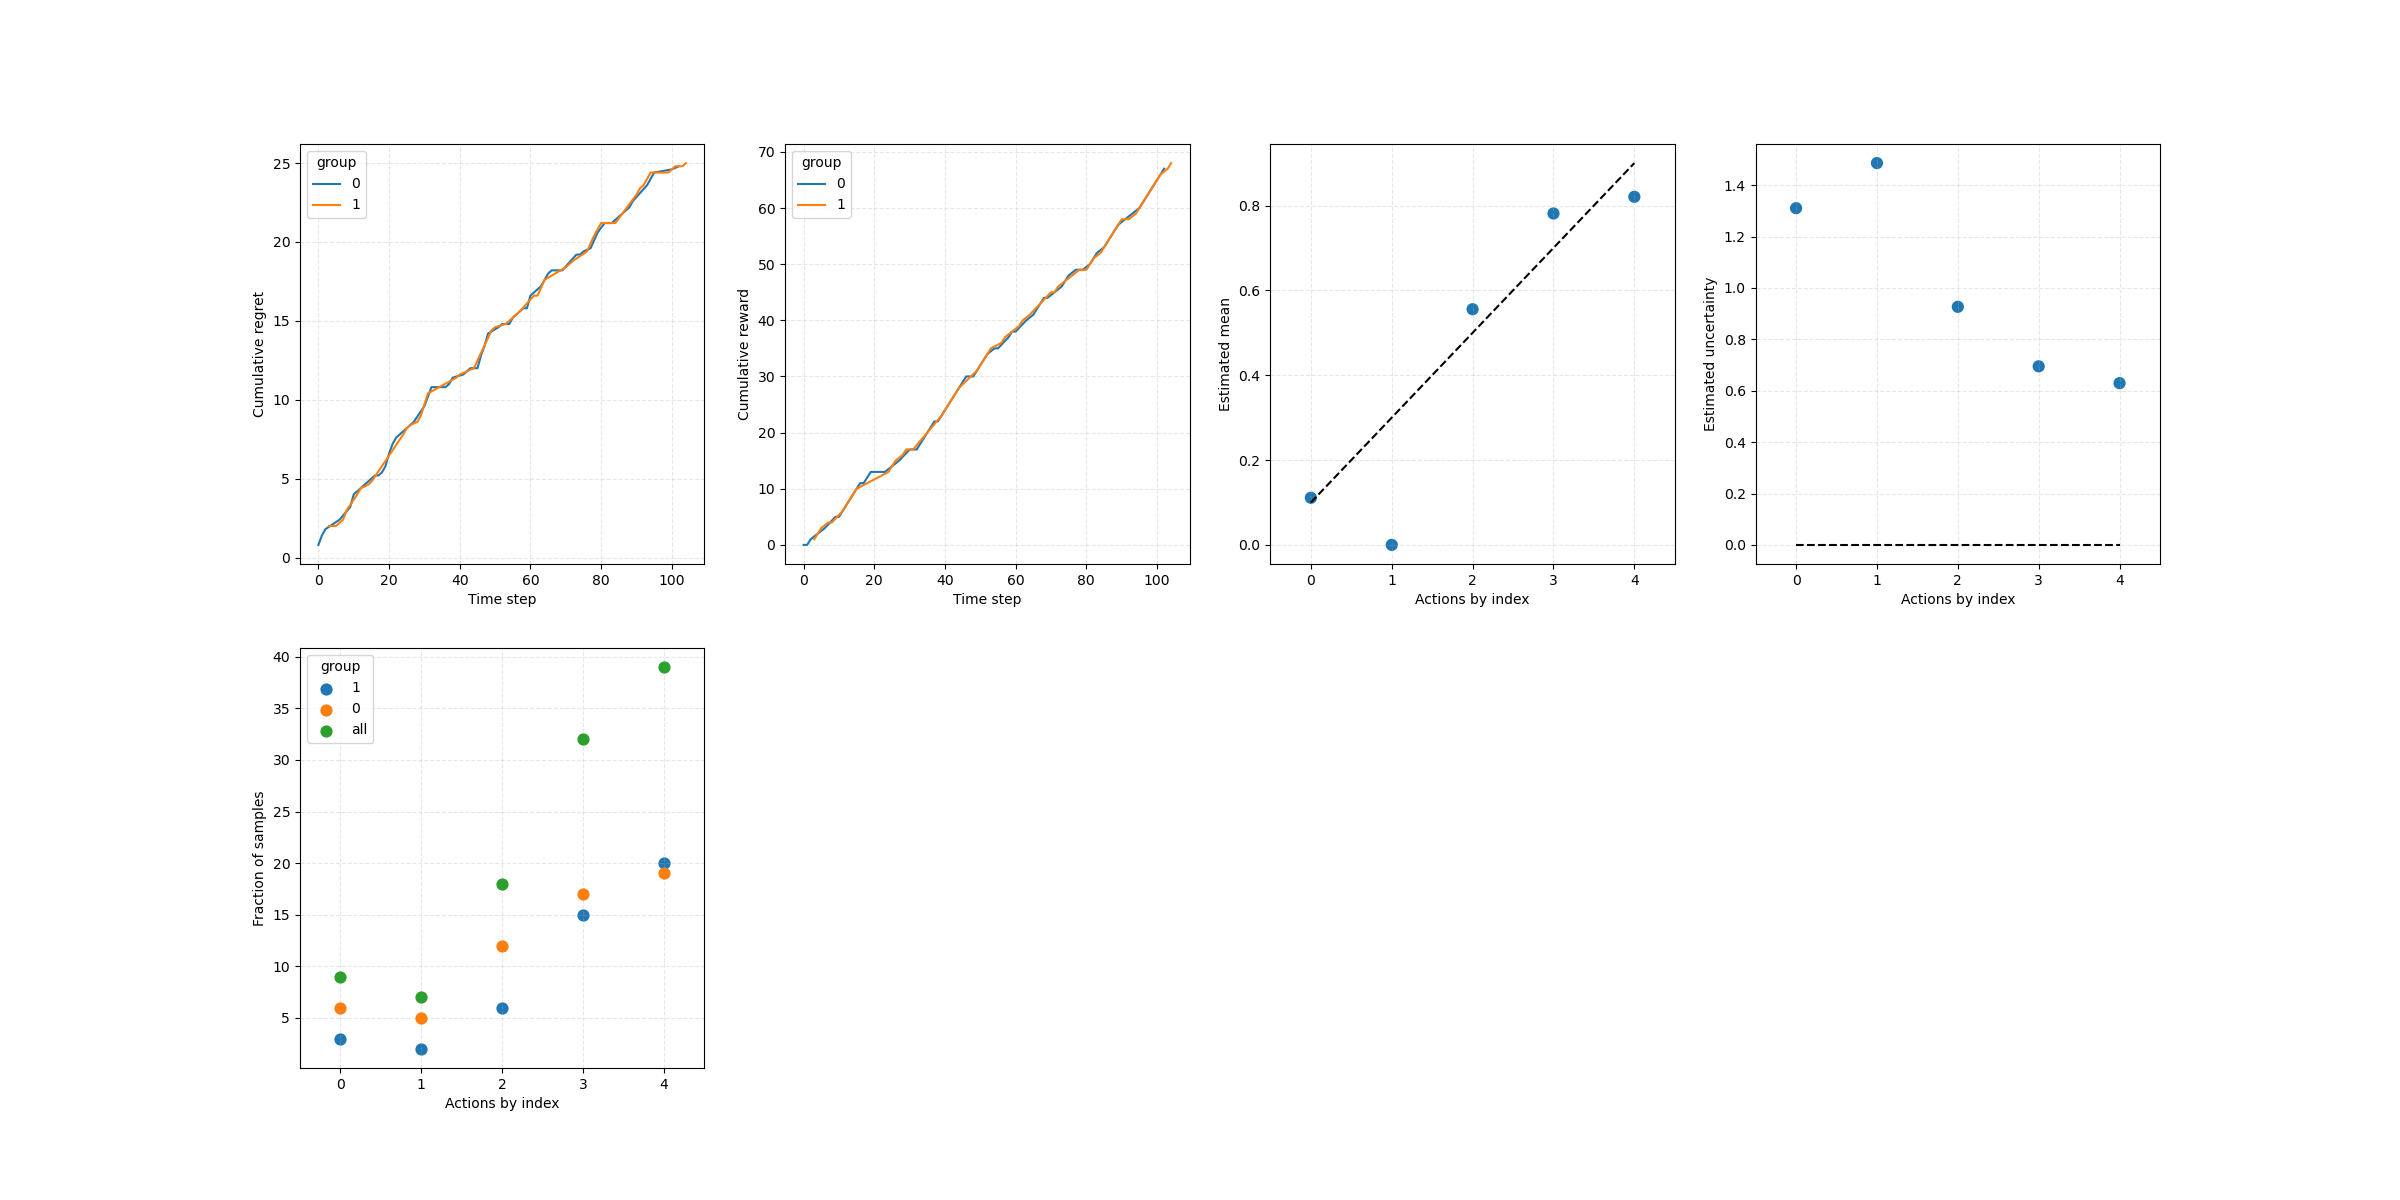 group
0
1
25
20
15
10
5
0
Cumulative regret
0 20 40 60 80 100
Time step
group
0
1
70
60
50
40
30
20
10
0
Cumulative reward
0 20 40 60 80 100
Time step
0.8
0.6
0.4
0.2
0.0
Estimated mean
0 1 2 3 4
Actions by index
1.4
1.2
1.0
0.8
0.6
0.4
0.2
0.0
Estimated uncertainty
0 1 2 3 4
Actions by index
group
1
0
all
40
35
30
25
20
15
10
5
Fraction of samples
0 1 2 3 4
Actions by index